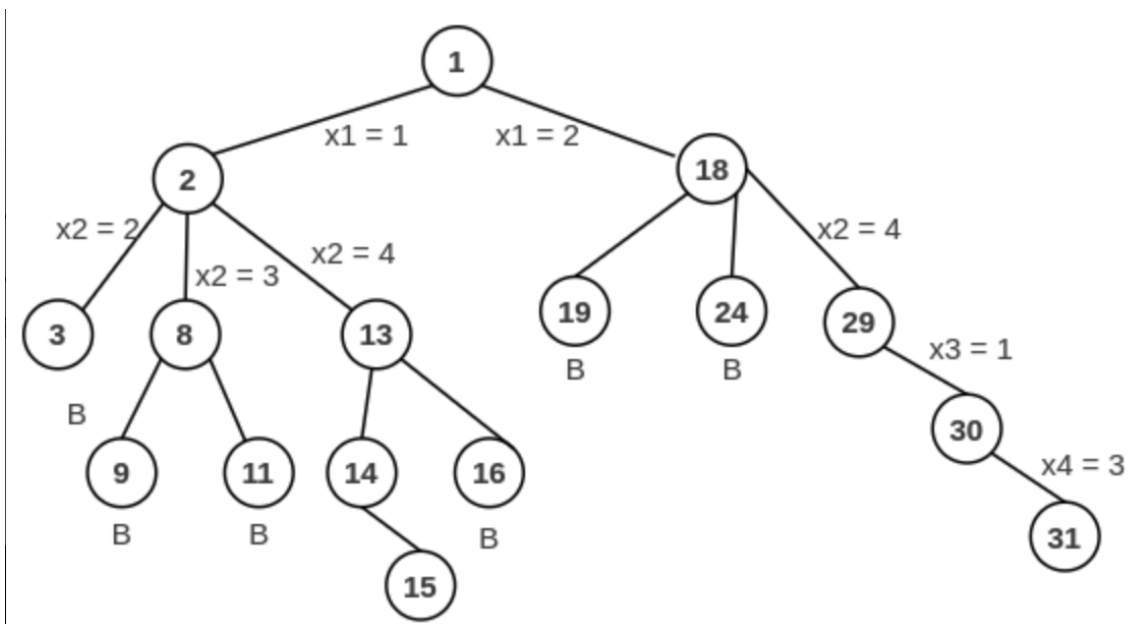 1
x1 = 1
x1 = 2
2
18
x2 = 2
x2 = 3
x2 = 4
x2 = 4
3
8
13
19
24
29
B
B
x3 = 1
B
30
9
11
14
16
x4 = 3
B
B
B
31
15